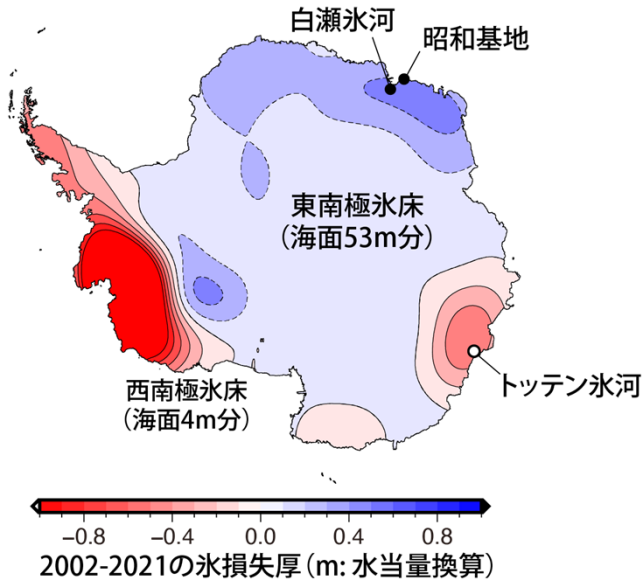 白瀬氷河
昭和基地
東南極氷床
(海面53m分)
西南極氷床
(海面4m分)
トッテン氷河
−0.8 −0.4 0.0 0.4 0.8
2002-2021の氷損失厚(m: 水当量換算)